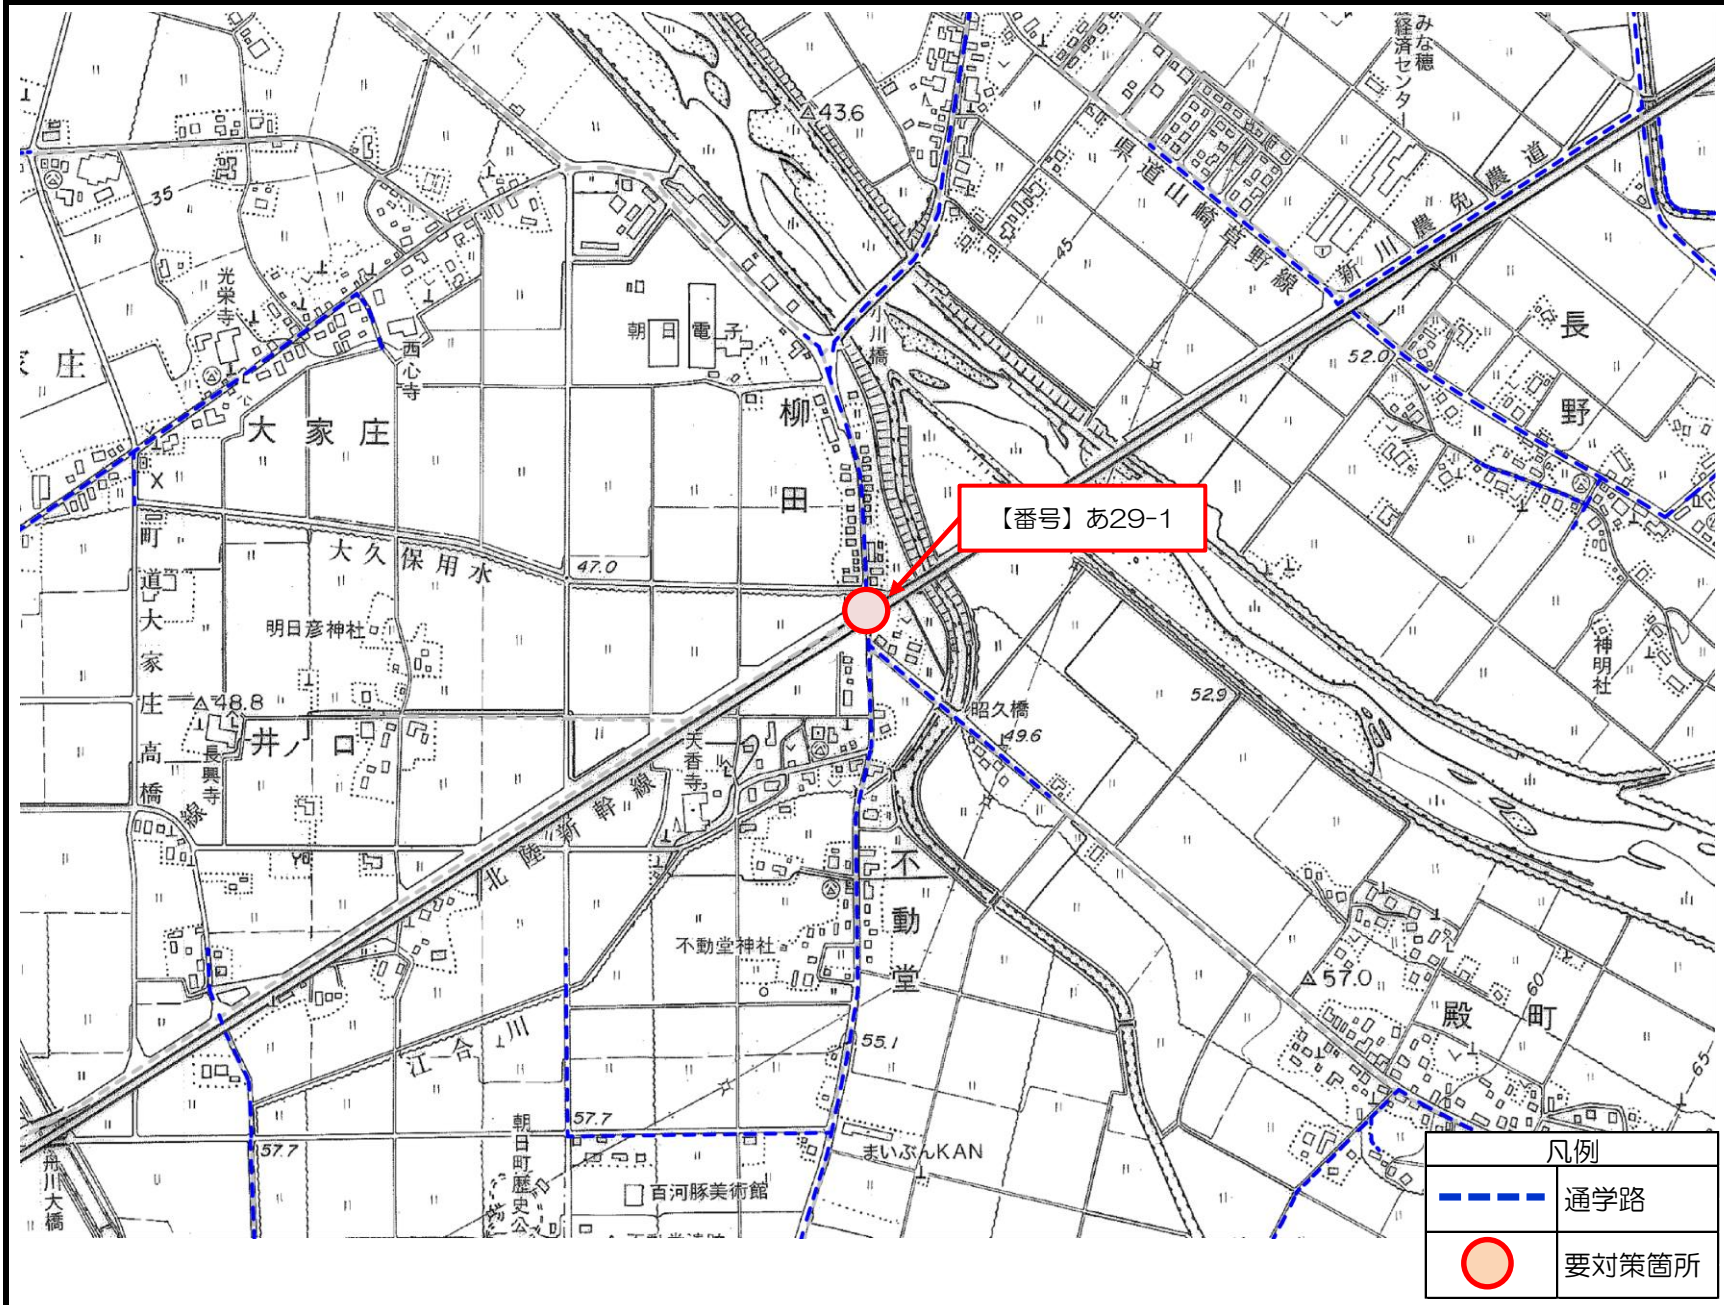 みな穂
経済センター
△43.6
県道山崎草野線
新川農免農道
35
45
光栄寺
小川橋
朝日電子
長野
52.0
西心寺
家庄
大家庄
柳田
【番号】あ29-1
大久保用水
47.0
町道大家庄高橋線
明日彦神社
神明社
△48.8
52.9
昭久橋
49.6
井ノ口
長興寺
天香寺
北陸新幹線
不動堂
不動堂神社
△57.0
60
殿町
江合川
55.1
65
57.7
57.7
朝日町歴史公
まいぶんKAN
舟川大橋
百河豚美術館
凡例
通学路
要対策箇所